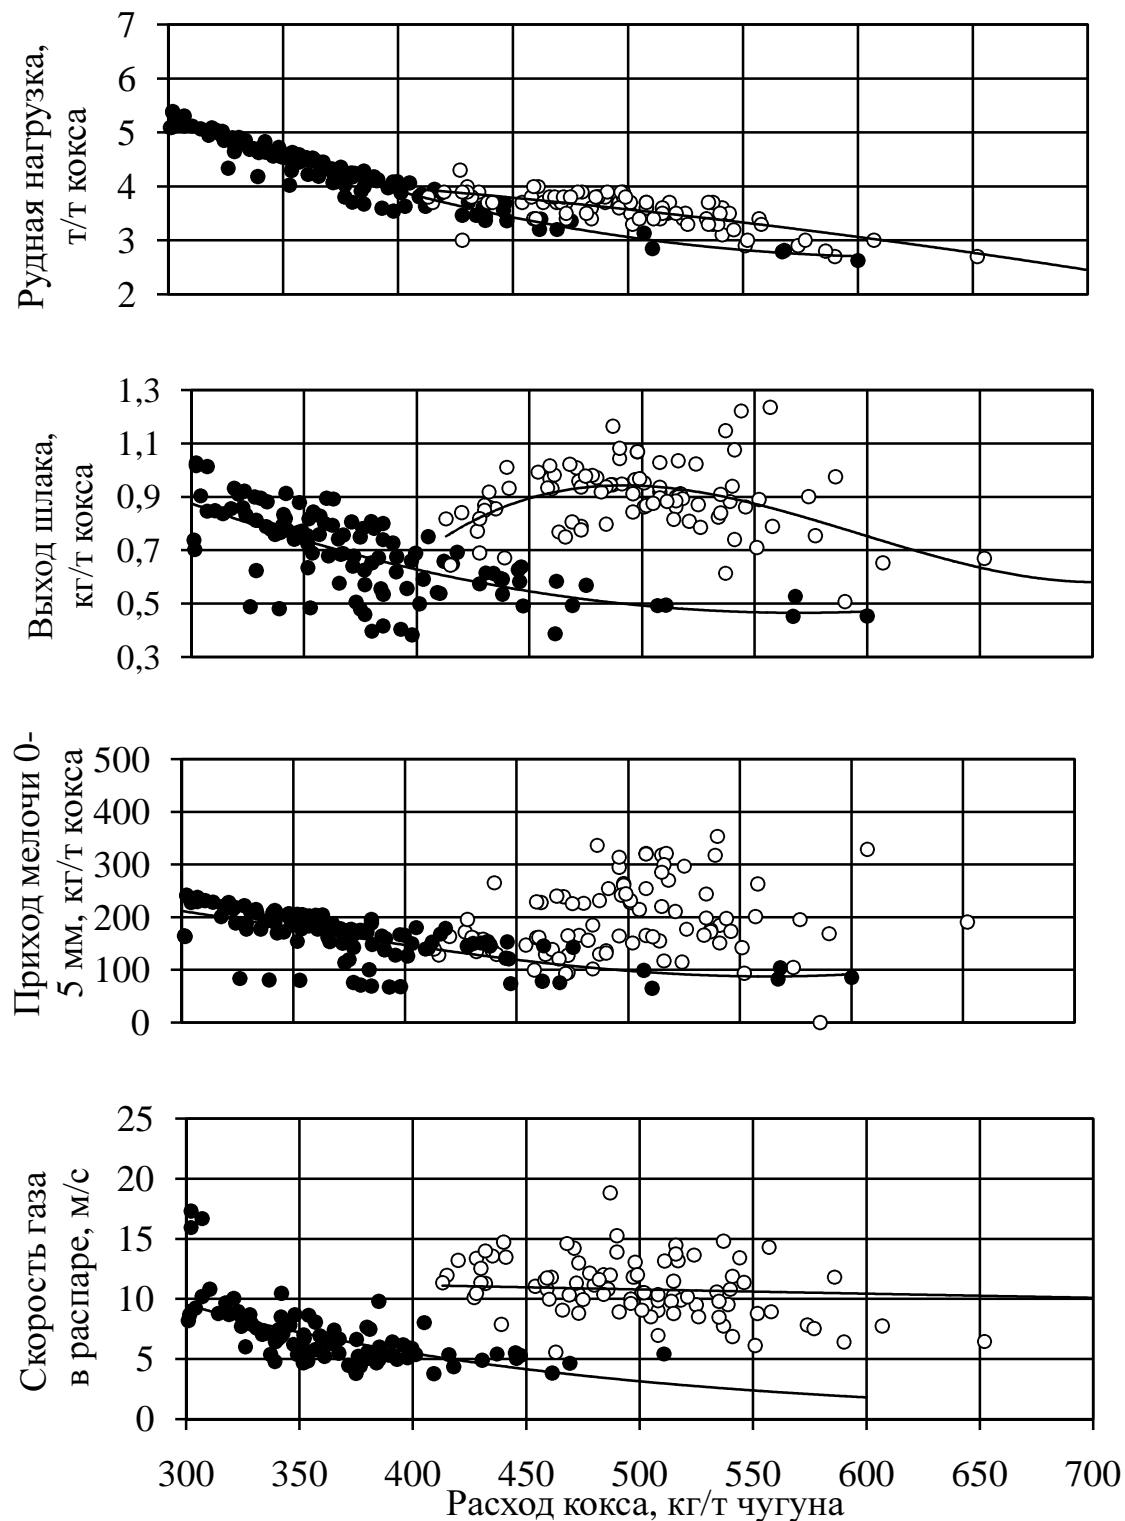 Рудная нагрузка,
т/т кокса
7
6
5
4
3
2
Выход шлака,
кг/т кокса
1,3
1,1
0,9
0,7
0,5
0,3
Приход мелочи 0-
5 мм, кг/т кокса
500
400
300
200
100
0
Скорость газа
в распаре, м/с
25
20
15
10
5
0
300 350 400 450 500 550 600 650 700
Расход кокса, кг/т чугуна